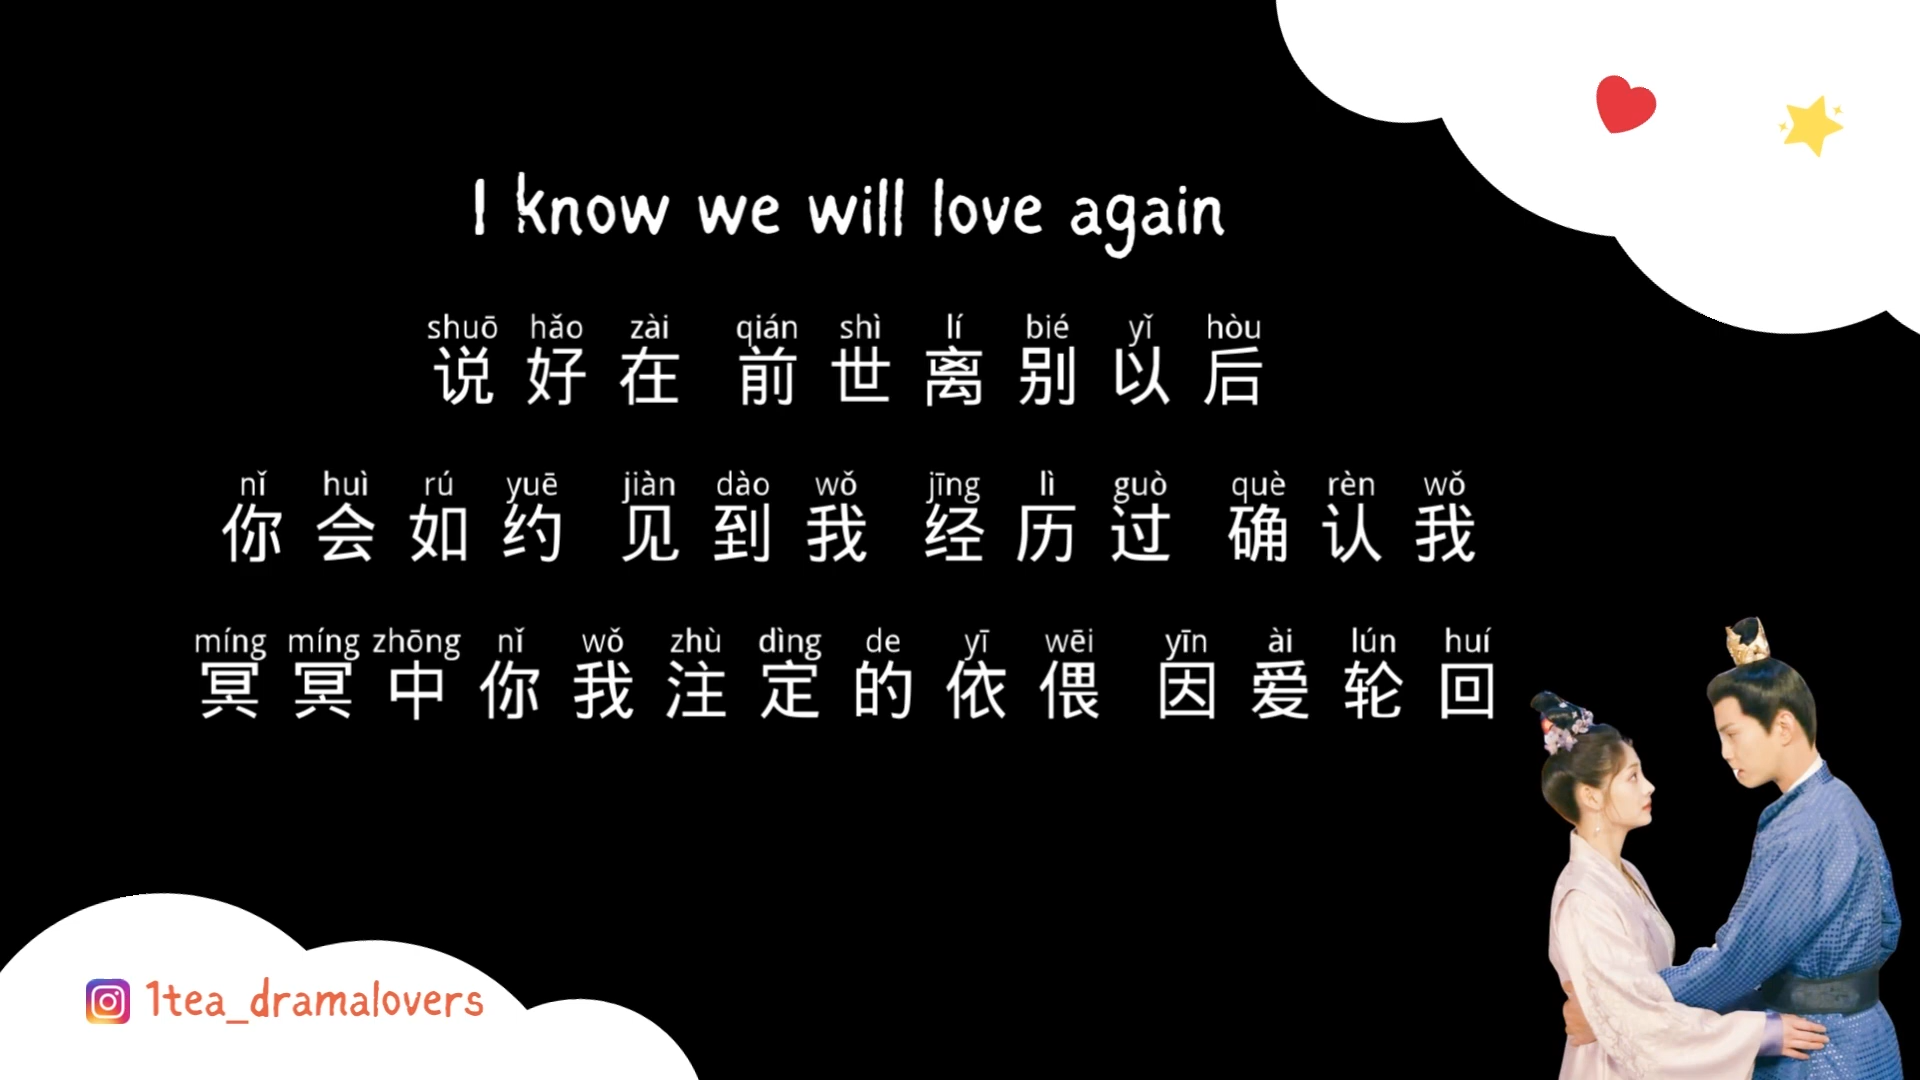 I know we will love again
shuō hǎo zài qián shì lí bié yǐ hòu
说好在 前世离别以后
nǐ huì rú yuē jiàn dào wǒ jīng lì guò què rèn wǒ
你会如约 见到我 经历过 确认我
míng míng zhōng nǐ wǒ zhù dìng de yī wēi yīn ài lún huí
冥冥中你我注定的依偎 因爱轮回
1tea_dramalovers